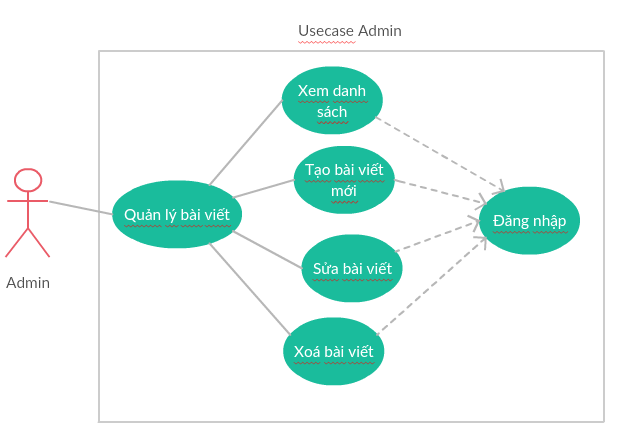 Usecase Admin
Xem danh
sách
Tạo bài viết
mới
Quản lý bài viết
Đăng nhập
Sửa bài viết
Admin
Xoá bài viết